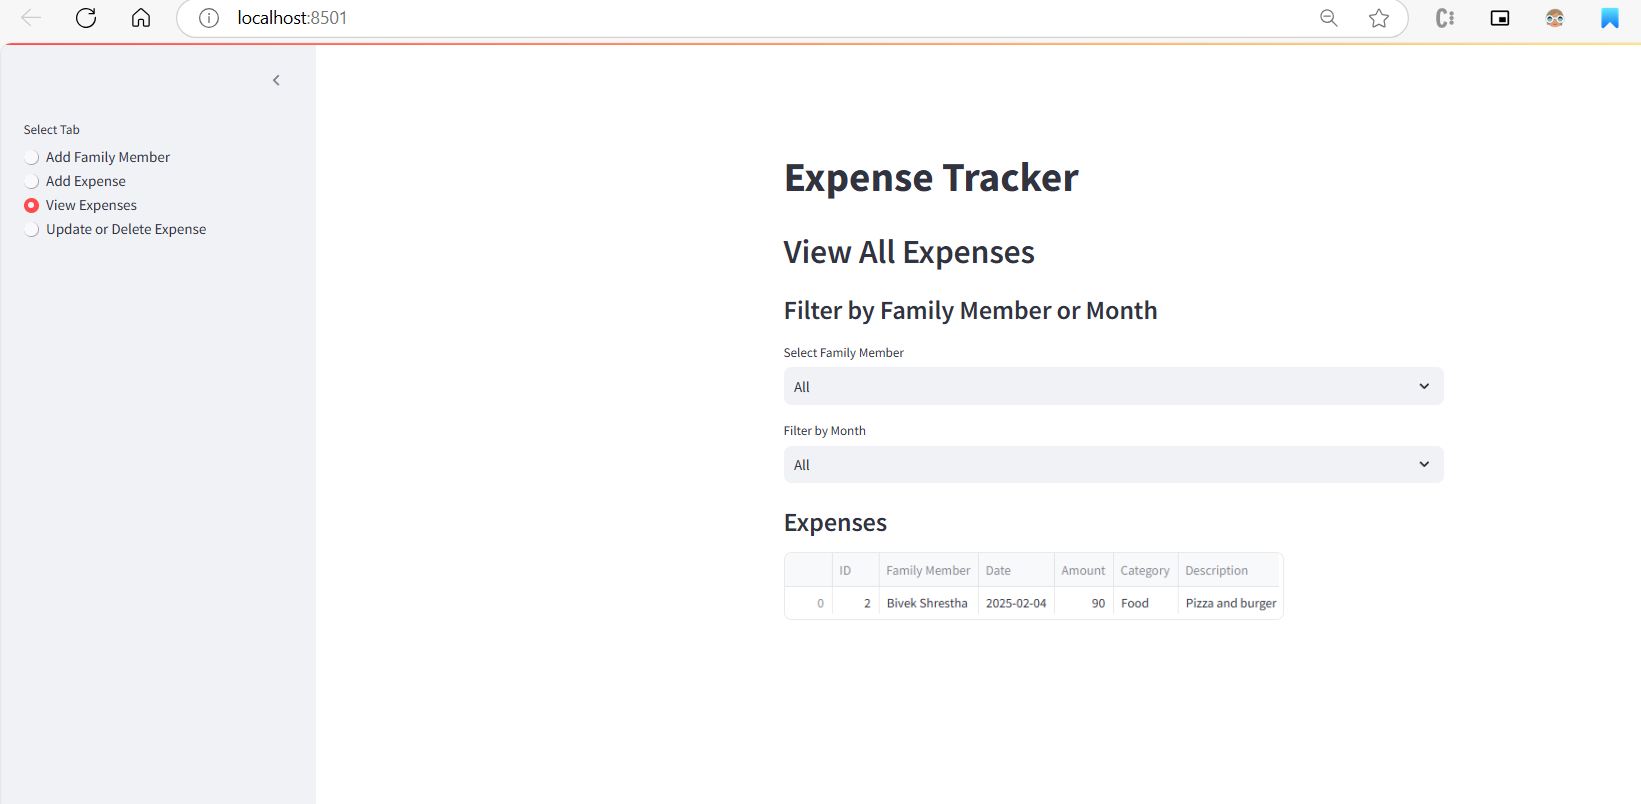 localhost:8501
Select Tab
Add Family Member
Add Expense
View Expenses
Update or Delete Expense
Expense Tracker
View All Expenses
Filter by Family Member or Month
Select Family Member
All
Filter by Month
All
Expenses
ID Family Member Date Amount Category Description
0 2 Bivek Shrestha 2025-02-04 90 Food Pizza and burger